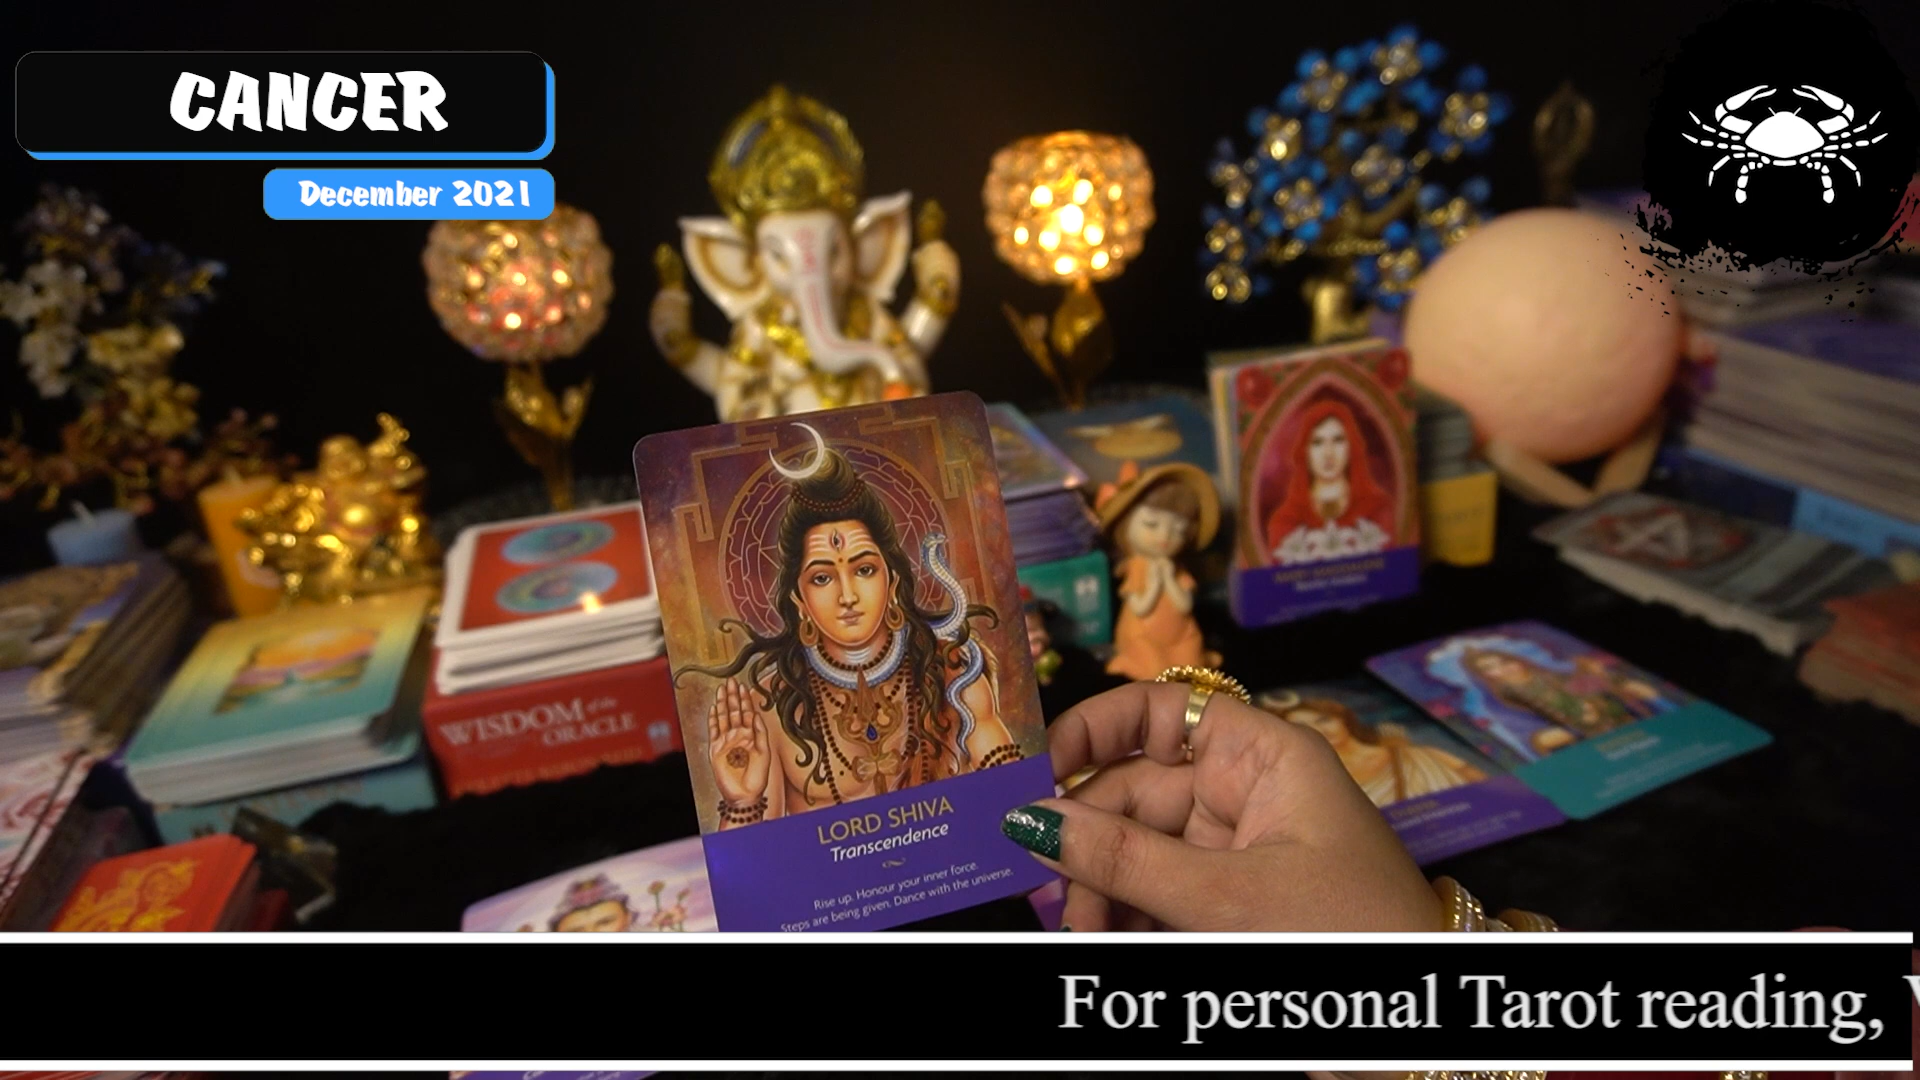 CANCER
December 2021
WISDOM of the
ORACLE
LORD SHIVA
Transcendence
Rise up. Honour your inner force.
Steps are being given. Dance with the universe.
For personal Tarot reading,